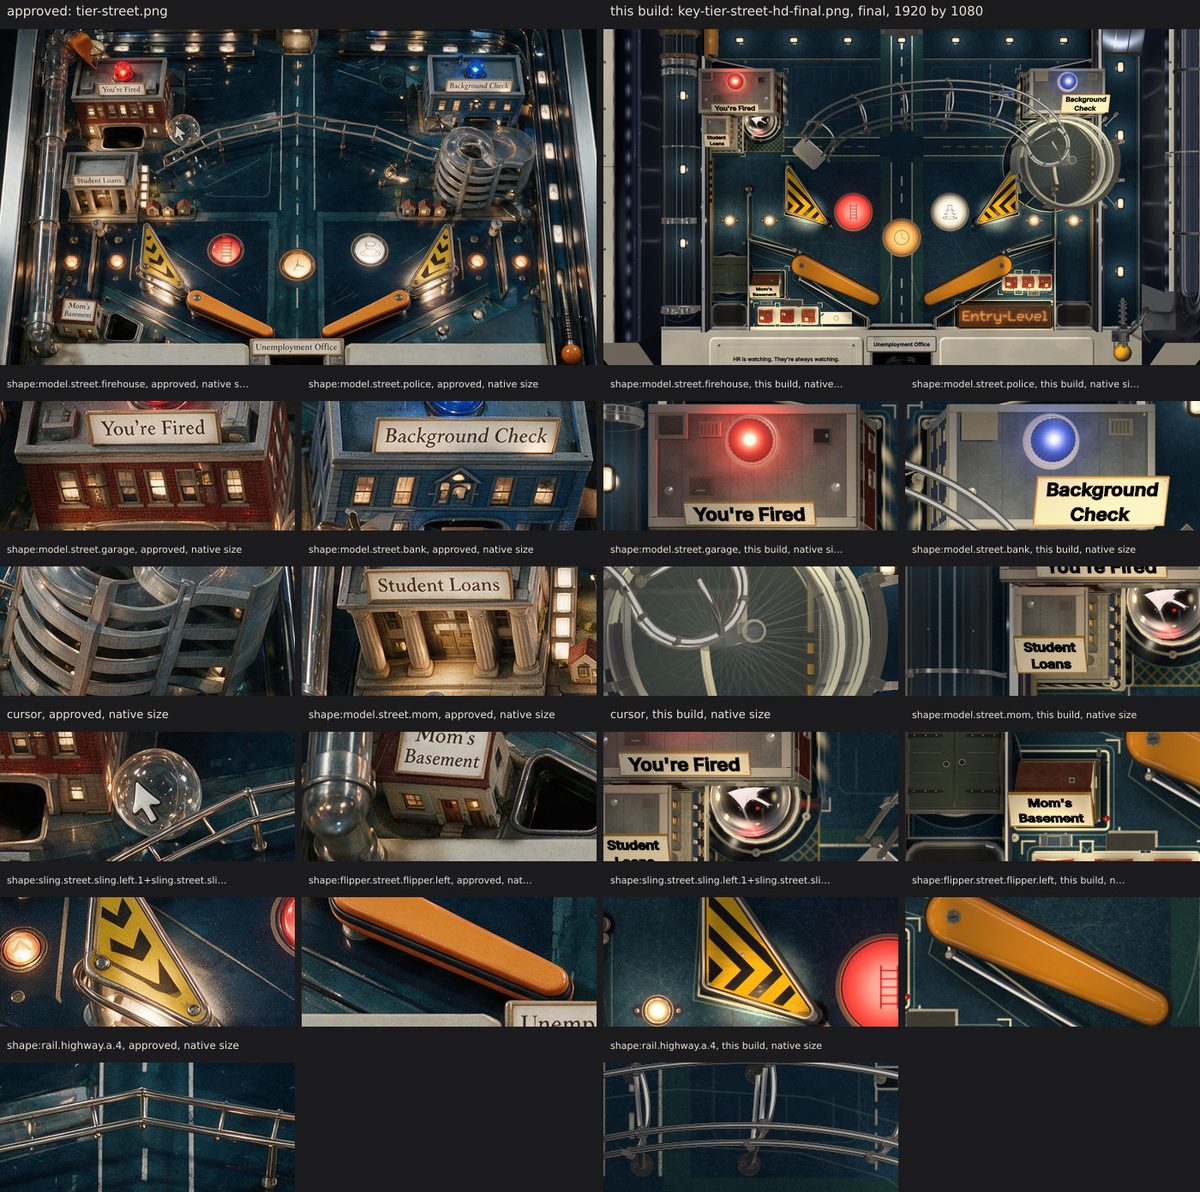 approved: tier-street.png
this build: key-tier-street-hd-final.png, final, 1920 by 1080
You're Fired
Background Check
Student Loans
Mom's
Basement
Unemployment Office
You're Fired
Background
Check
Student
Loans
Mom's
Basement
Entry-Level
Unemployment Office
HR is watching. They're always watching.
shape:model.street.firehouse, approved, native s...
shape:model.street.police, approved, native size
shape:model.street.firehouse, this build, native...
shape:model.street.police, this build, native si...
You're Fired
Background Check
You're Fired
Background
Check
shape:model.street.garage, approved, native size
shape:model.street.bank, approved, native size
shape:model.street.garage, this build, native si...
shape:model.street.bank, this build, native size
Student Loans
You're Fired
Student
Loans
cursor, approved, native size
shape:model.street.mom, approved, native size
cursor, this build, native size
shape:model.street.mom, this build, native size
Mom's
Basement
You're Fired
Student
Loans
Mom's
Basement
shape:sling.street.sling.left.1+sling.street.sli...
shape:flipper.street.flipper.left, approved, nat...
shape:sling.street.sling.left.1+sling.street.sli...
shape:flipper.street.flipper.left, this build, n...
Unemp
shape:rail.highway.a.4, approved, native size
shape:rail.highway.a.4, this build, native size